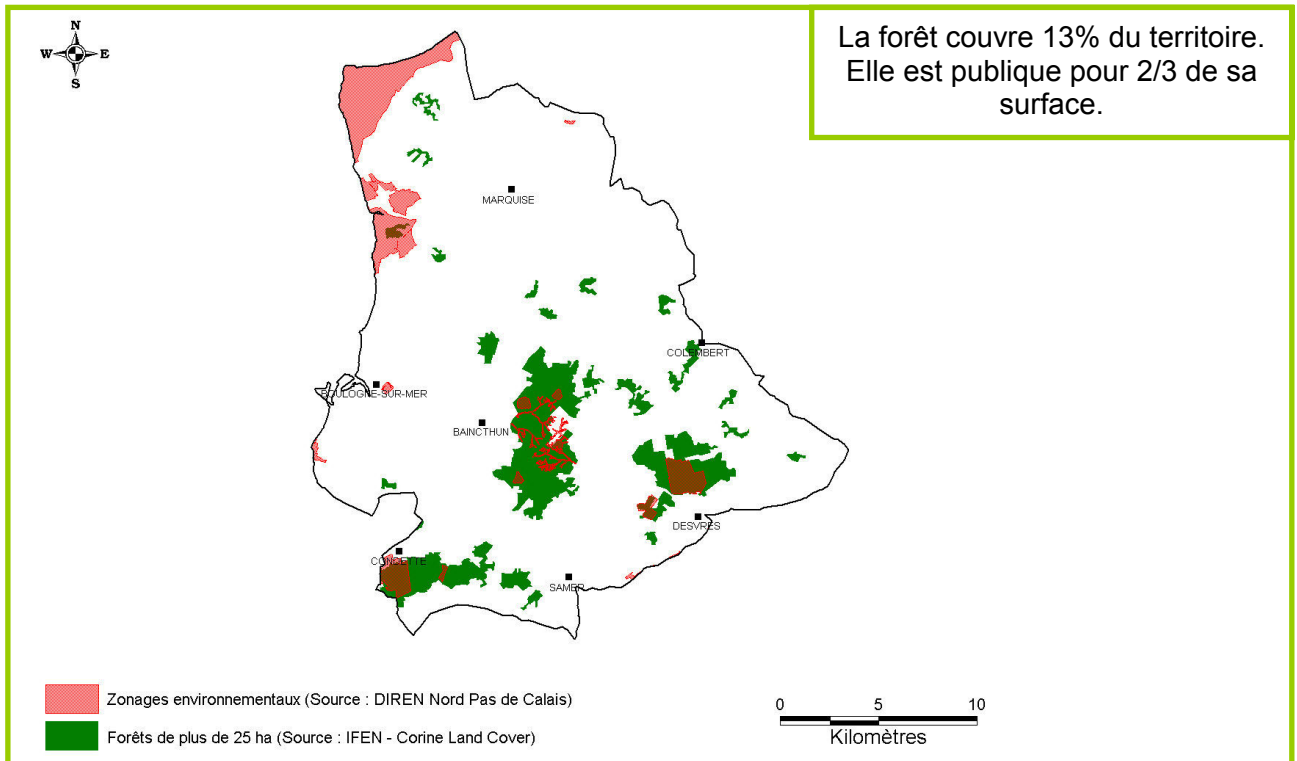 N
W E
S
La forêt couvre 13% du territoire.
Elle est publique pour 2/3 de sa
surface.
MARQUISE
COLEMBERT
BOULOGNE-SUR-MER
BAINCTHUN
DESVRES
CONDETTE
SAMER
Zonages environnementaux (Source : DIREN Nord Pas de Calais)
Forêts de plus de 25 ha (Source : IFEN - Corine Land Cover)
0 5 10
Kilomètres